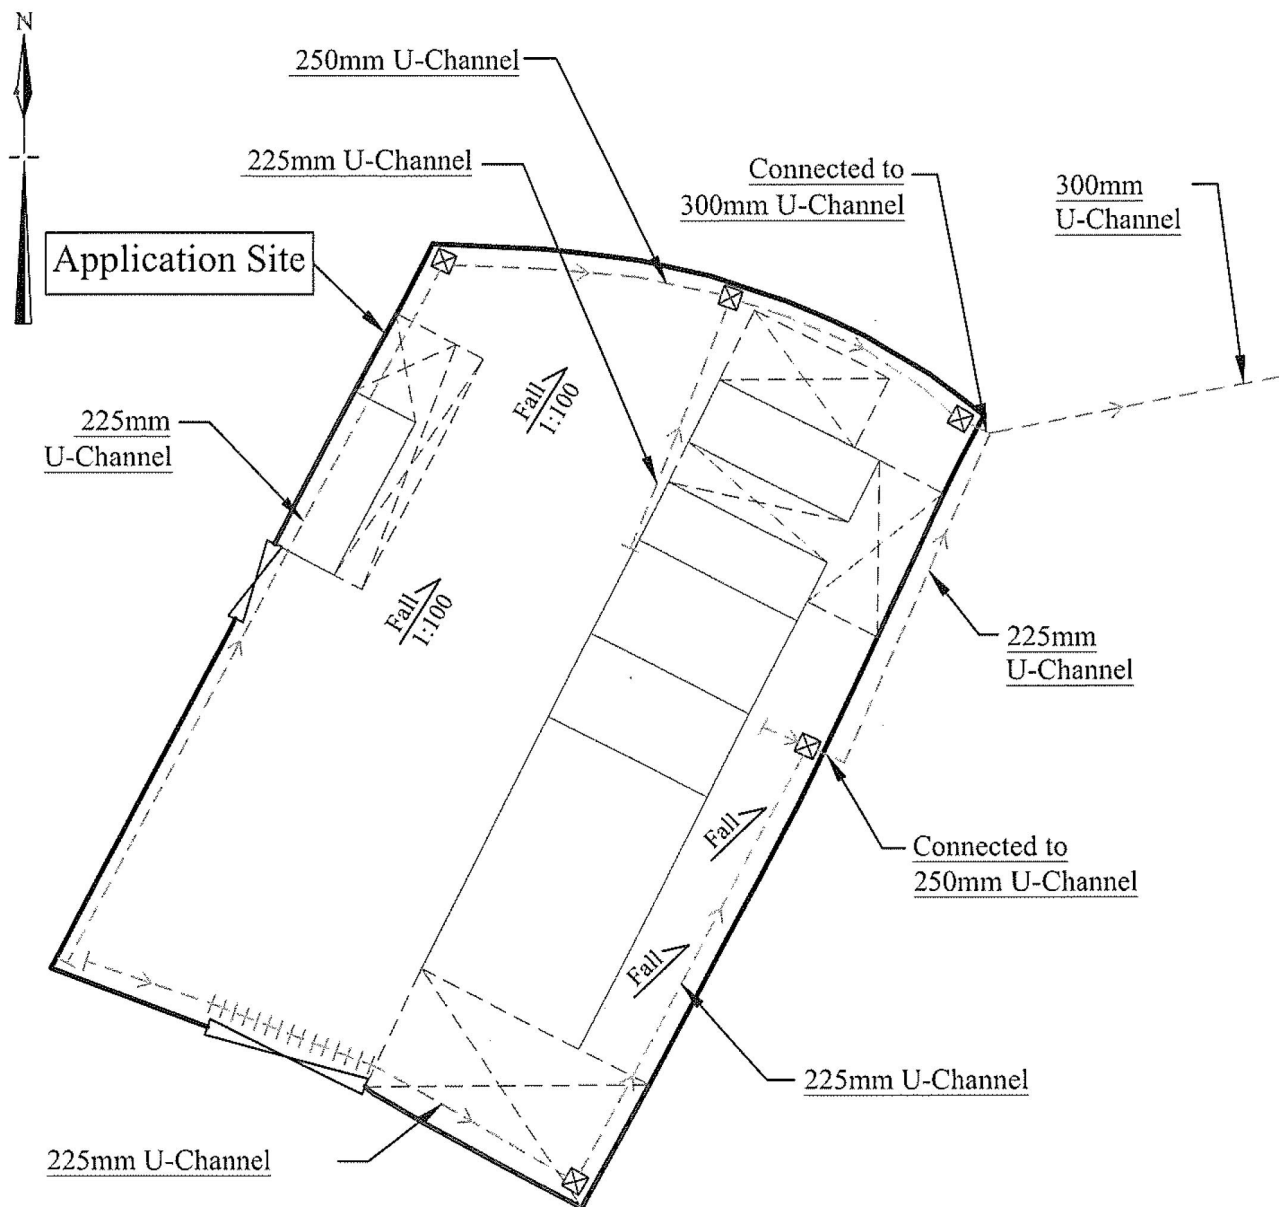 N
250mm U-Channel
225mm U-Channel
Connected to
300mm U-Channel
300mm
U-Channel
Application Site
Fall
1:100
225mm
U-Channel
Fall
1:100
225mm
U-Channel
Fall
Connected to
250mm U-Channel
Fall
225mm U-Channel
225mm U-Channel